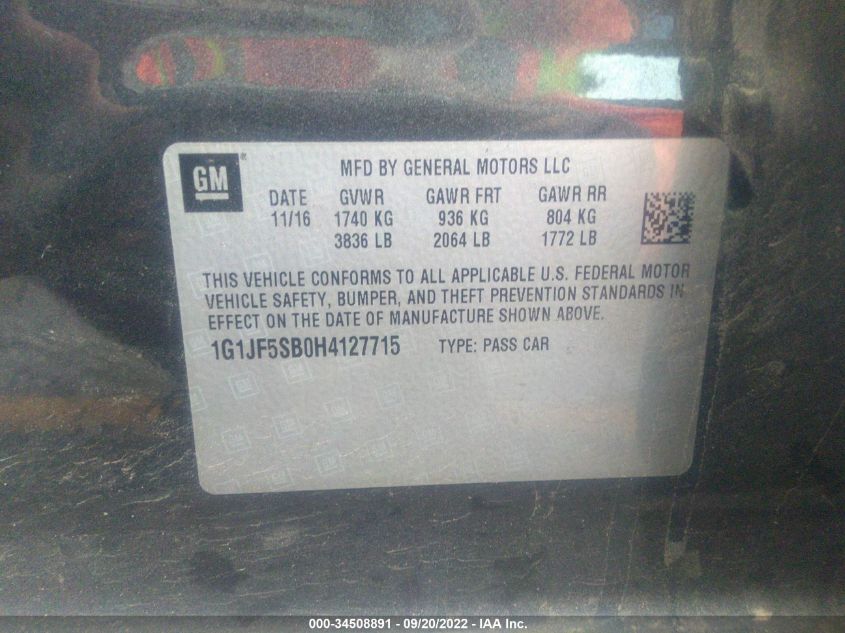 GM ®
MFD BY GENERAL MOTORS LLC
DATE GVWR GAWR FRT GAWR RR
11/16 1740 KG 936 KG 804 KG
3836 LB 2064 LB 1772 LB
THIS VEHICLE CONFORMS TO ALL APPLICABLE U.S. FEDERAL MOTOR
VEHICLE SAFETY, BUMPER, AND THEFT PREVENTION STANDARDS IN
EFFECT ON THE DATE OF MANUFACTURE SHOWN ABOVE.
1G1JF5SB0H4127715 TYPE: PASS CAR
000-34508891 - 09/20/2022 - IAA Inc.